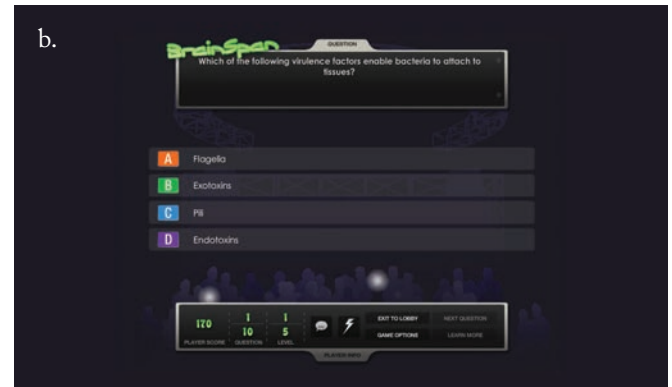 b.
BrainSpan
QUESTION
Which of the following virulence factors enable bacteria to attach to
tissues?
A Flagella
B Exotoxins
C Pili
D Endotoxins
170
PLAYER SCORE
1
10
QUESTION
1
5
LEVEL
EXIT TO LOBBY
NEXT QUESTION
GAME OPTIONS
LEARN MORE
PLAYER INFO